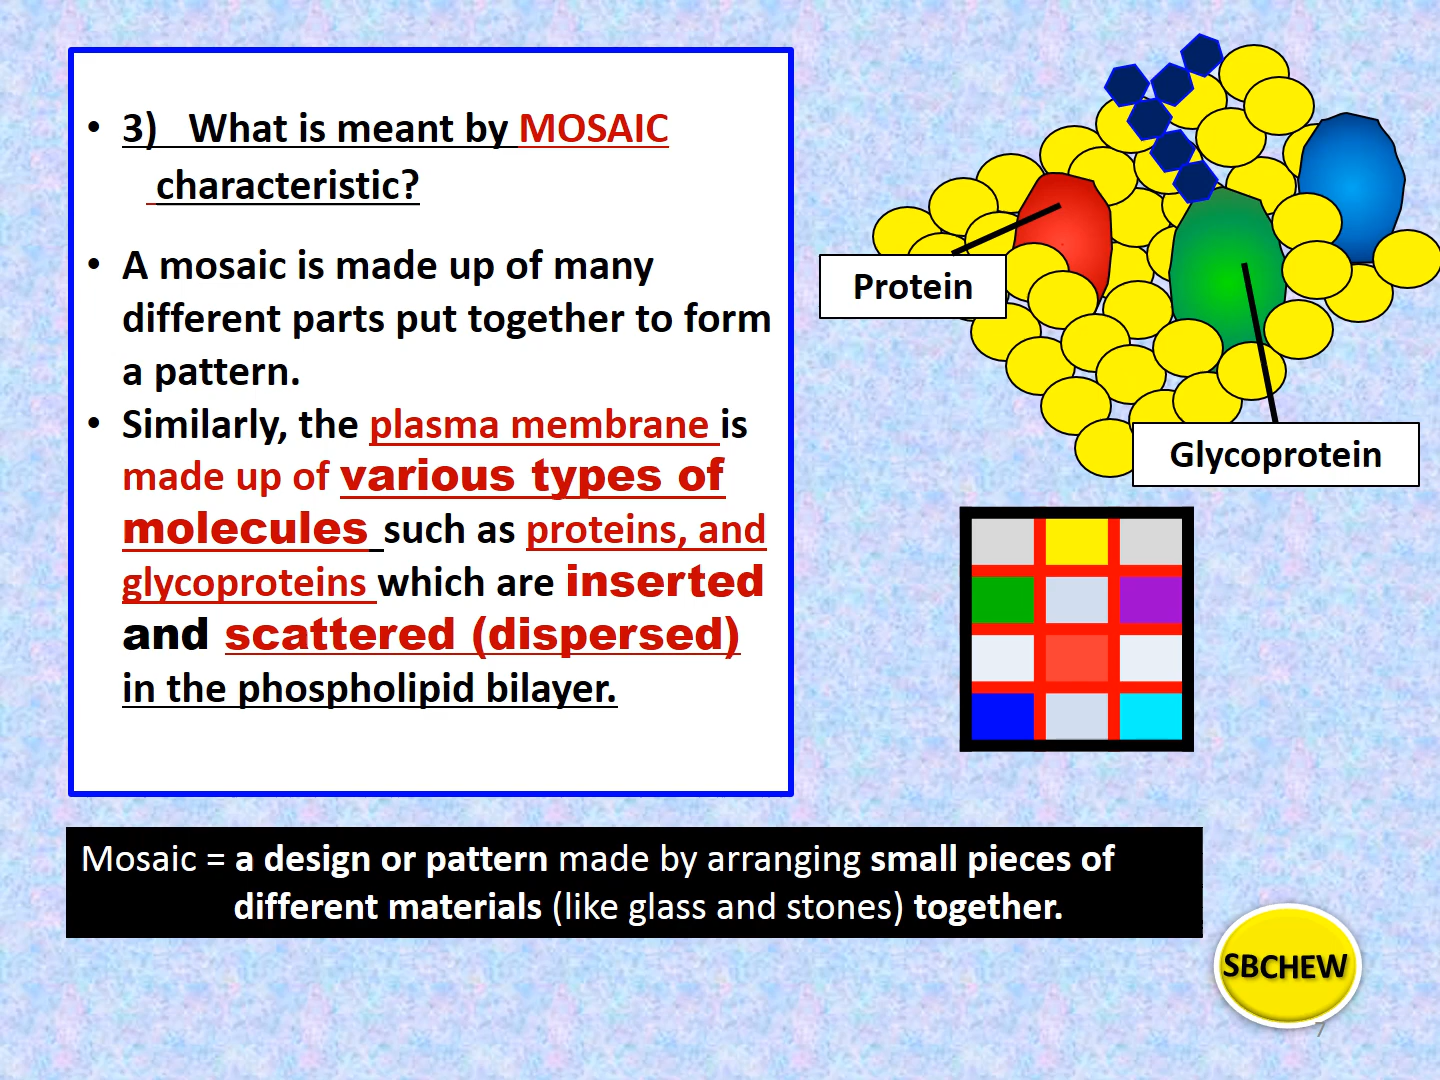 • 3) What is meant by MOSAIC
characteristic?
• A mosaic is made up of many
different parts put together to form
a pattern.
• Similarly, the plasma membrane is
made up of various types of
molecules such as proteins, and
glycoproteins which are inserted
and scattered (dispersed)
in the phospholipid bilayer.
Protein
Glycoprotein
Mosaic = a design or pattern made by arranging small pieces of
different materials (like glass and stones) together.
SBCHEW
7